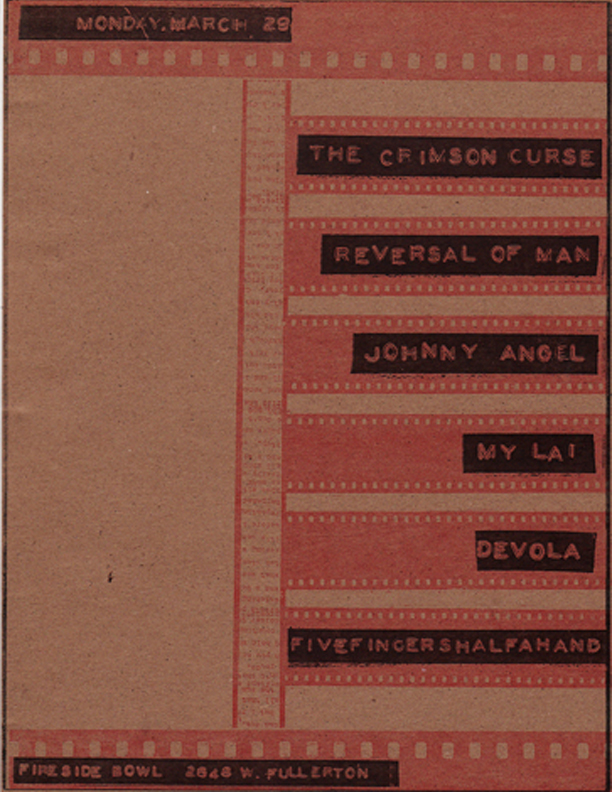 MONDAY, MARCH 29
THE CRIMSON CURSE
REVERSAL OF MAN
JOHNNY ANGEL
MY LAI
DEVOLA
FIVEFINGERSHALFAHAND
FIRESIDE BOWL 2648 W. FULLERTON